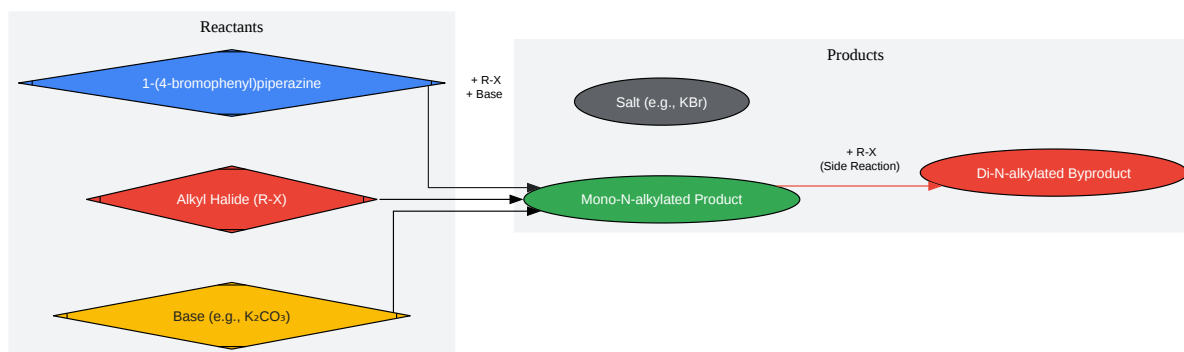 Reactants
1-(4-bromophenyl)piperazine
Alkyl Halide (R-X)
Base (e.g., K₂CO₃)
+ R-X
+ Base
Products
Salt (e.g., KBr)
Mono-N-alkylated Product
+ R-X
(Side Reaction)
Di-N-alkylated Byproduct